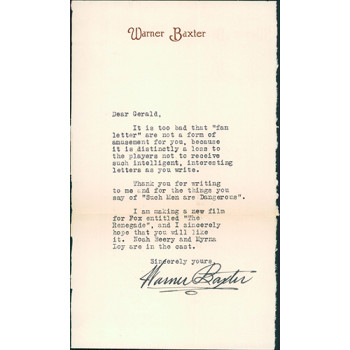 Warner Baxter
Dear Gerald,
It is too bad that "fan
letter" are not a form of
amusement for you, because
it is distinctly a loss to
the players not to receive
such intelligent, interesting
letters as you write.
Thank you for writing
to me and for the things you
say of "Such Men are Dangerous".
I am making a new film
for Fox entitled "The
Renegade", and I sincerely
hope that you will like
it. Noah Beery and Myrna
Loy are in the cast.
Sincerely yours,
Warner Baxter